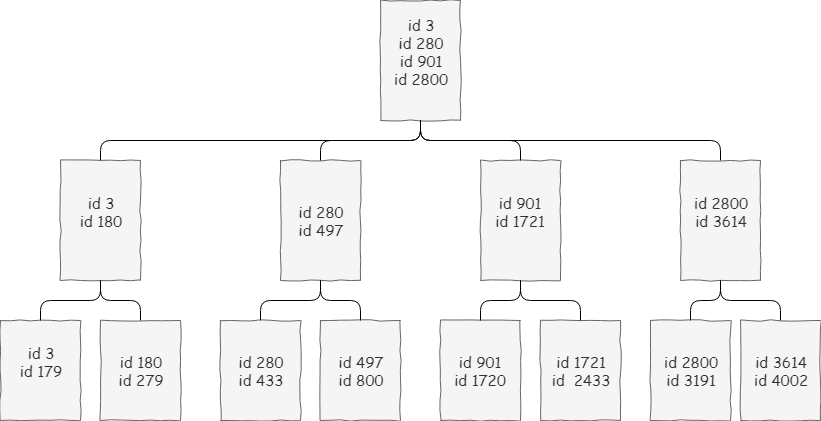 id 3
id 280
id 901
id 2800
id 3
id 180
id 280
id 497
id 901
id 1721
id 2800
id 3614
id 3
id 179
id 180
id 279
id 280
id 433
id 497
id 800
id 901
id 1720
id 1721
id  2433
id 2800
id 3191
id 3614
id 4002